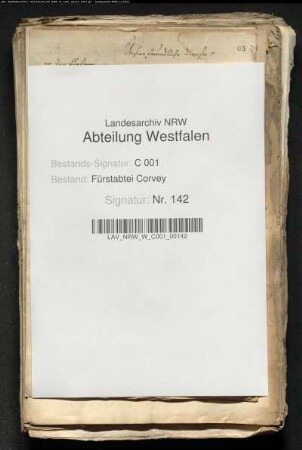 Landesarchiv NRW
Abteilung Westfalen
Bestands-Signatur: C 001
Bestand: Fürstabtei Corvey
Signatur: Nr. 142
LAV_NRW_W_C001_00142